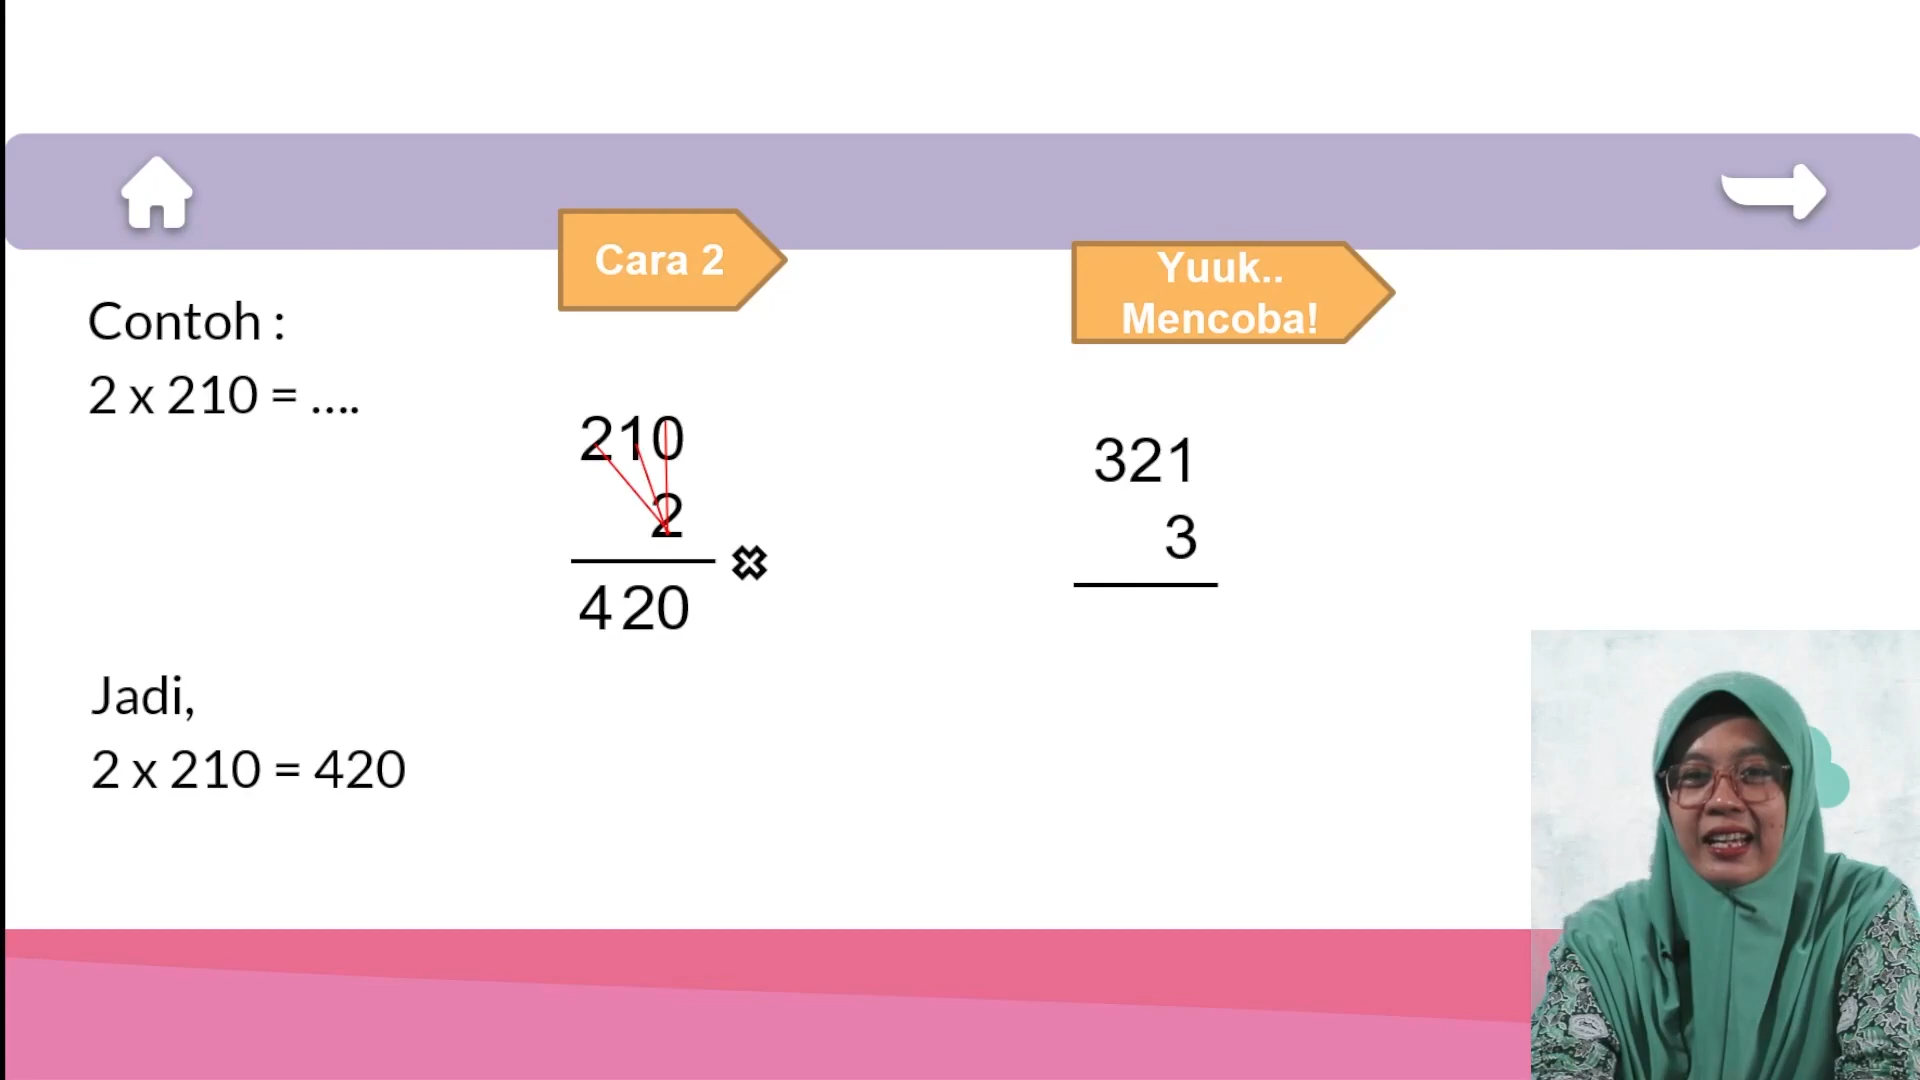 Contoh :
2 x 210 = ....
Jadi,
2 x 210 = 420
Cara 2
210
2
420
Yuuk..
Mencoba!
321
3